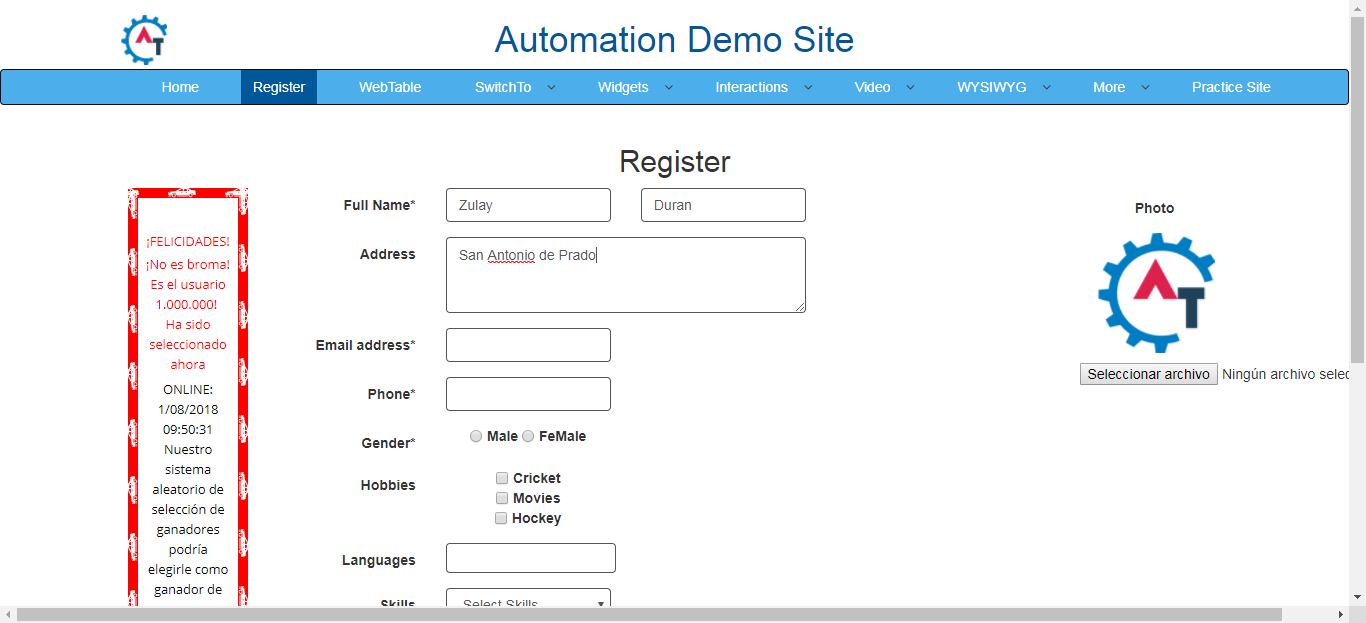 AT
Automation Demo Site
Home Register WebTable SwitchTo Widgets Interactions Video WYSIWYG More Practice Site
Register
¡FELICIDADES!
¡No es broma!
Es el usuario
1.000.000!
Ha sido
seleccionado
ahora
ONLINE:
1/08/2018
09:50:31
Nuestro
sistema
aleatorio de
selección de
ganadores
podría
elegirle como
ganador de
Full Name* Zulay Duran
Address San Antonio de Prado
Email address*
Phone*
Gender* Male FeMale
Hobbies Cricket
Movies
Hockey
Languages
Skills Select Skills
Photo
AT
Seleccionar archivo Ningún archivo selec